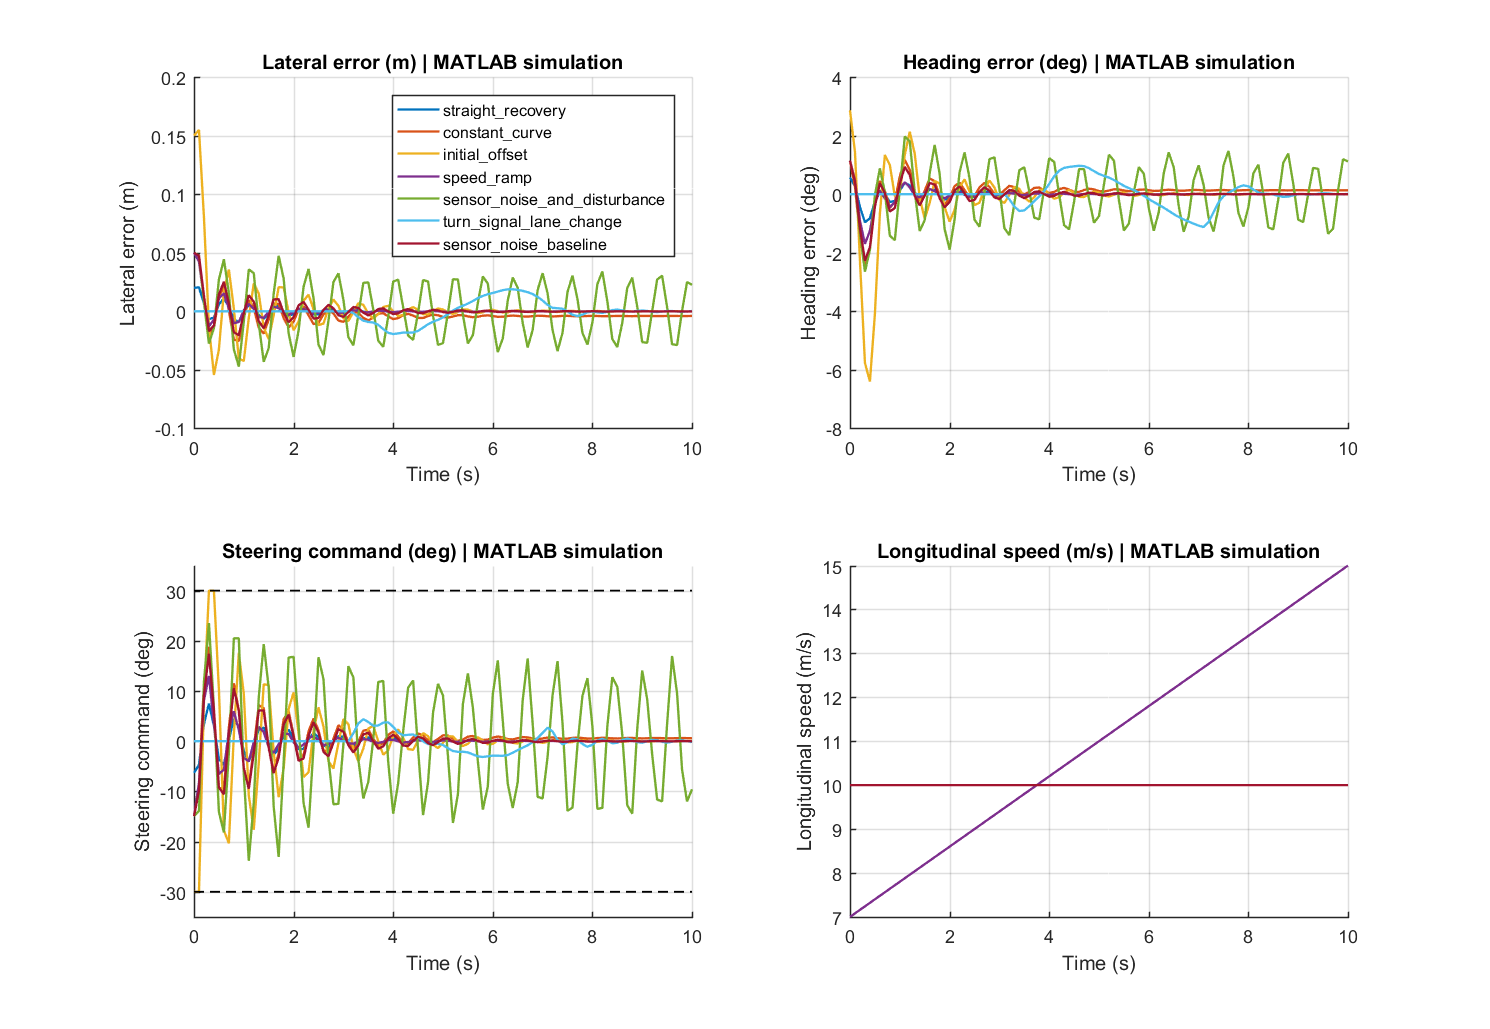 Lateral error (m) | MATLAB simulation
0.2
0.15
0.1
0.05
0
-0.05
-0.1
Lateral error (m)
straight_recovery
constant_curve
initial_offset
speed_ramp
sensor_noise_and_disturbance
turn_signal_lane_change
sensor_noise_baseline
0 2 4 6 8 10
Time (s)
Heading error (deg) | MATLAB simulation
4
2
0
-2
-4
-6
-8
Heading error (deg)
0 2 4 6 8 10
Time (s)
Steering command (deg) | MATLAB simulation
30
20
10
0
-10
-20
-30
Steering command (deg)
0 2 4 6 8 10
Time (s)
Longitudinal speed (m/s) | MATLAB simulation
15
14
13
12
11
10
9
8
7
Longitudinal speed (m/s)
0 2 4 6 8 10
Time (s)